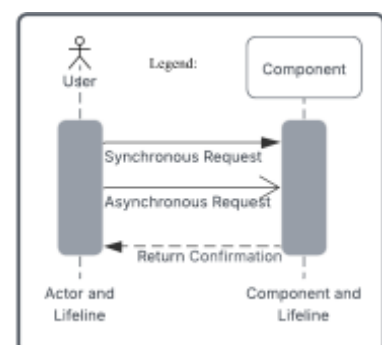 User
Legend:
Component
Synchronous Request
Asynchronous Request
Return Confirmation
Actor and
Lifeline
Component and
Lifeline